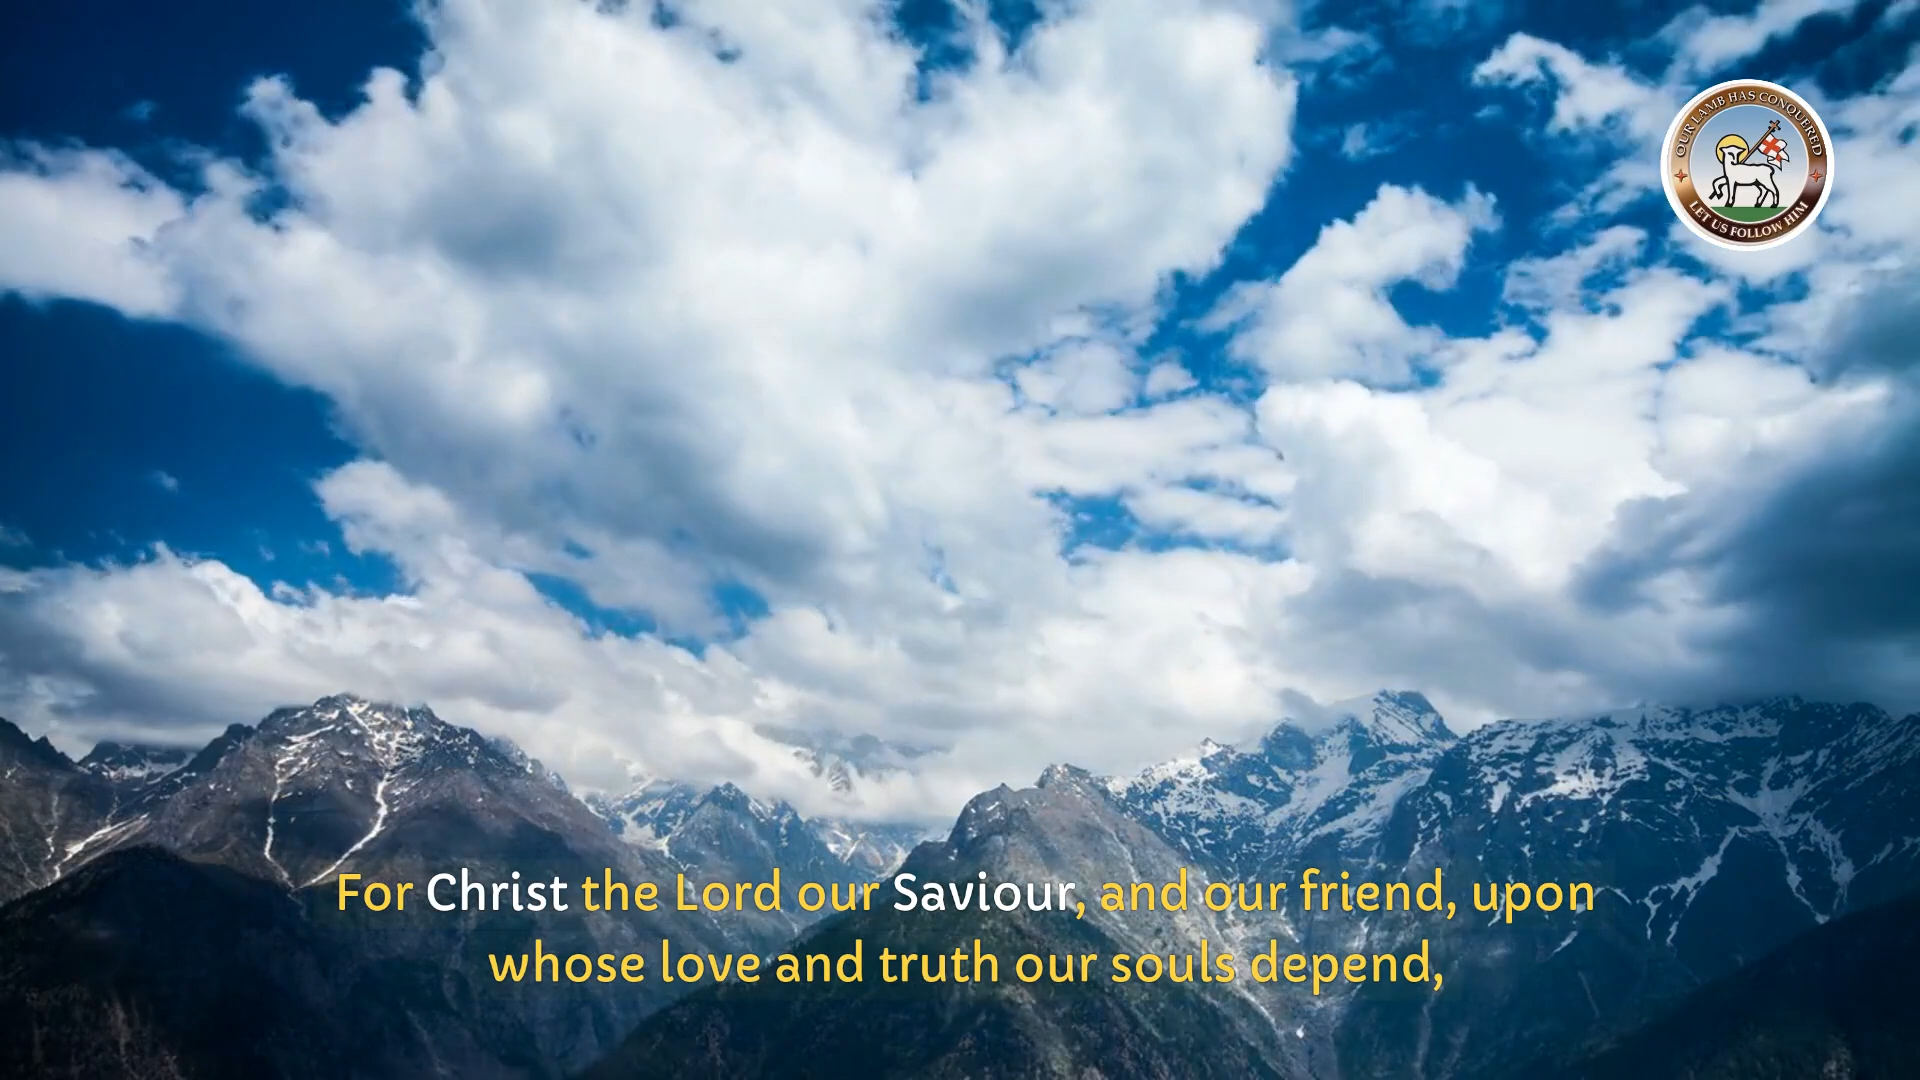 OUR LAMB HAS CONQUERED
LET US FOLLOW HIM
For Christ the Lord our Saviour, and our friend, upon
whose love and truth our souls depend,